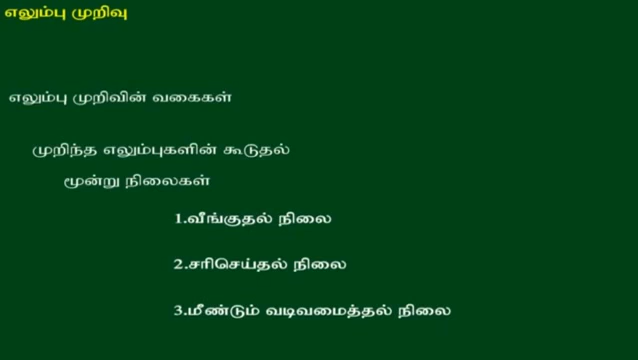 எலும்பு முறிவு
எலும்பு முறிவின் வகைகள்
முறிந்த எலும்புகளின் கூடுதல்
மூன்று நிலைகள்
1.வீங்குதல் நிலை
2.சரிசெய்தல் நிலை
3.மீண்டும் வடிவமைத்தல் நிலை